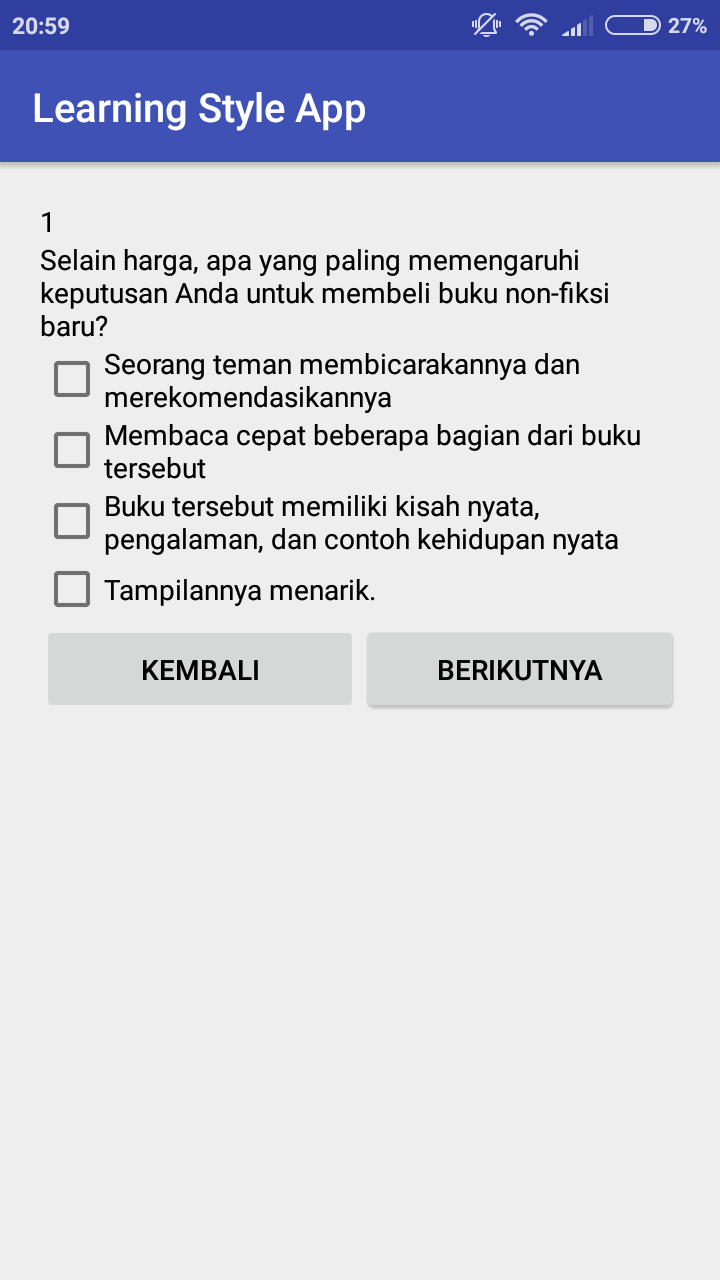 20:59
27%
Learning Style App
1
Selain harga, apa yang paling memengaruhi
keputusan Anda untuk membeli buku non-fiksi
baru?
Seorang teman membicarakannya dan
merekomendasikannya
Membaca cepat beberapa bagian dari buku
tersebut
Buku tersebut memiliki kisah nyata,
pengalaman, dan contoh kehidupan nyata
Tampilannya menarik.
KEMBALI
BERIKUTNYA